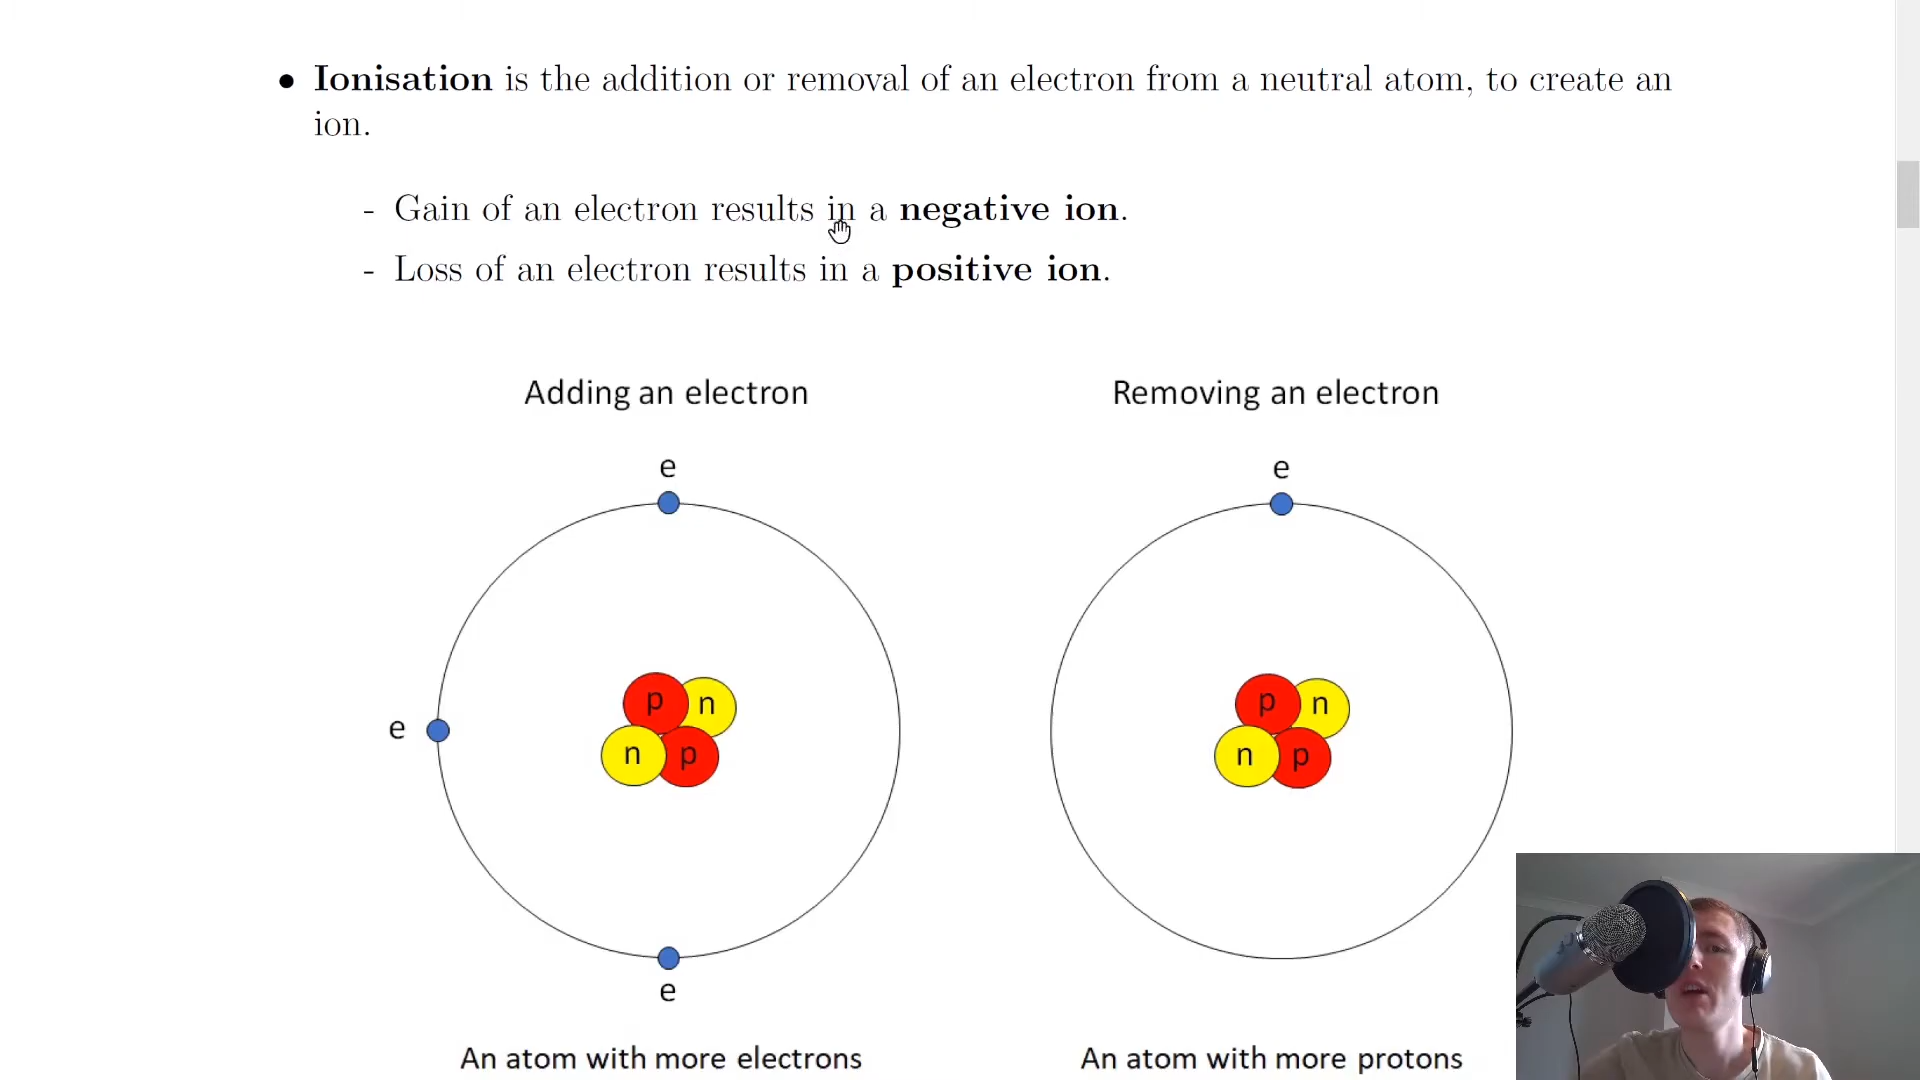 • Ionisation is the addition or removal of an electron from a neutral atom, to create an
ion.
- Gain of an electron results in a negative ion.
- Loss of an electron results in a positive ion.
Adding an electron
Removing an electron
e
e
p
n
n
p
e
p
n
n
p
e
e
An atom with more electrons
An atom with more protons